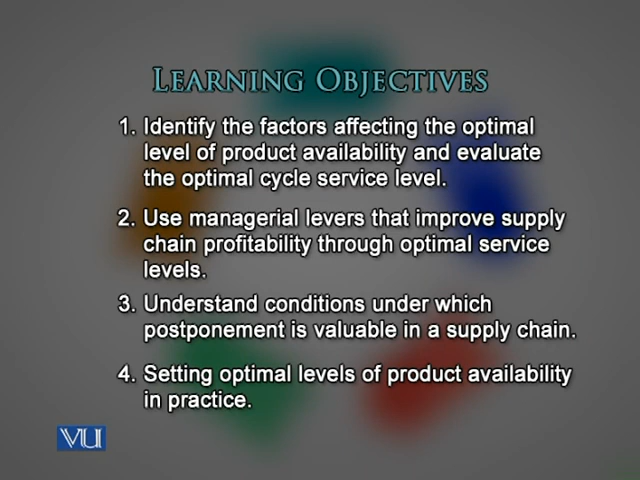 LEARNING OBJECTIVES
1. Identify the factors affecting the optimal
level of product availability and evaluate
the optimal cycle service level.
2. Use managerial levers that improve supply
chain profitability through optimal service
levels.
3. Understand conditions under which
postponement is valuable in a supply chain.
4. Setting optimal levels of product availability
in practice.
VU